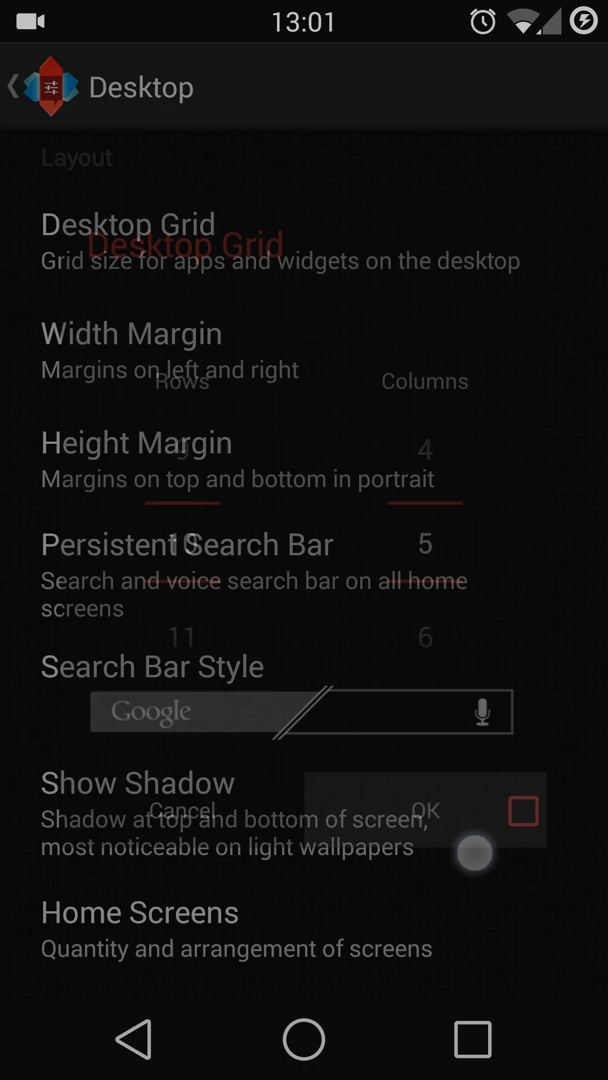 13:01
Desktop
Layout
Desktop Grid
Desktop Grid
Grid size for apps and widgets on the desktop
Width Margin
Margins on left and right
Rows Columns
Height Margin
9 4
Margins on top and bottom in portrait
Persistent Search Bar
10 5
Search and voice search bar on all home
screens
11 6
Search Bar Style
Google
Show Shadow
Cancel OK
Shadow at top and bottom of screen,
most noticeable on light wallpapers
Home Screens
Quantity and arrangement of screens